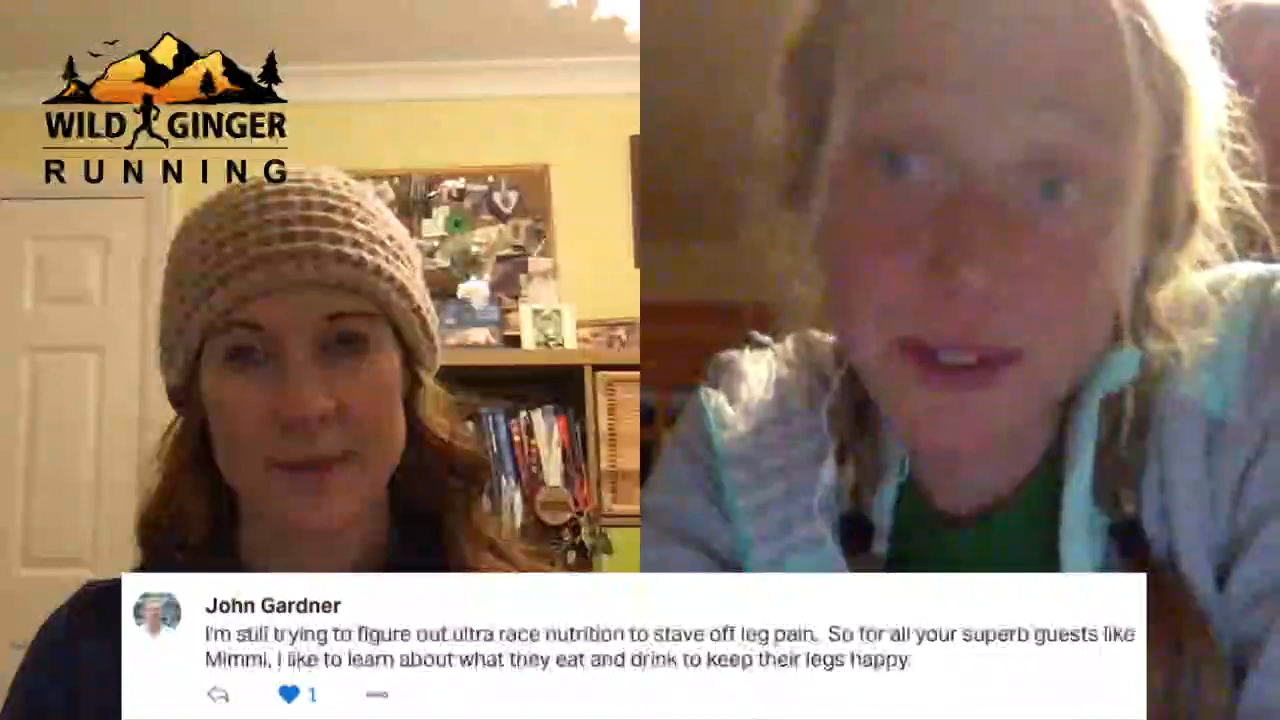 WILD GINGER
RUNNING
John Gardner
I'm still trying to figure out ultra race nutrition to stave off leg pain. So for all your superb guests like
Mimmi, I like to learn about what they eat and drink to keep their legs happy.
1